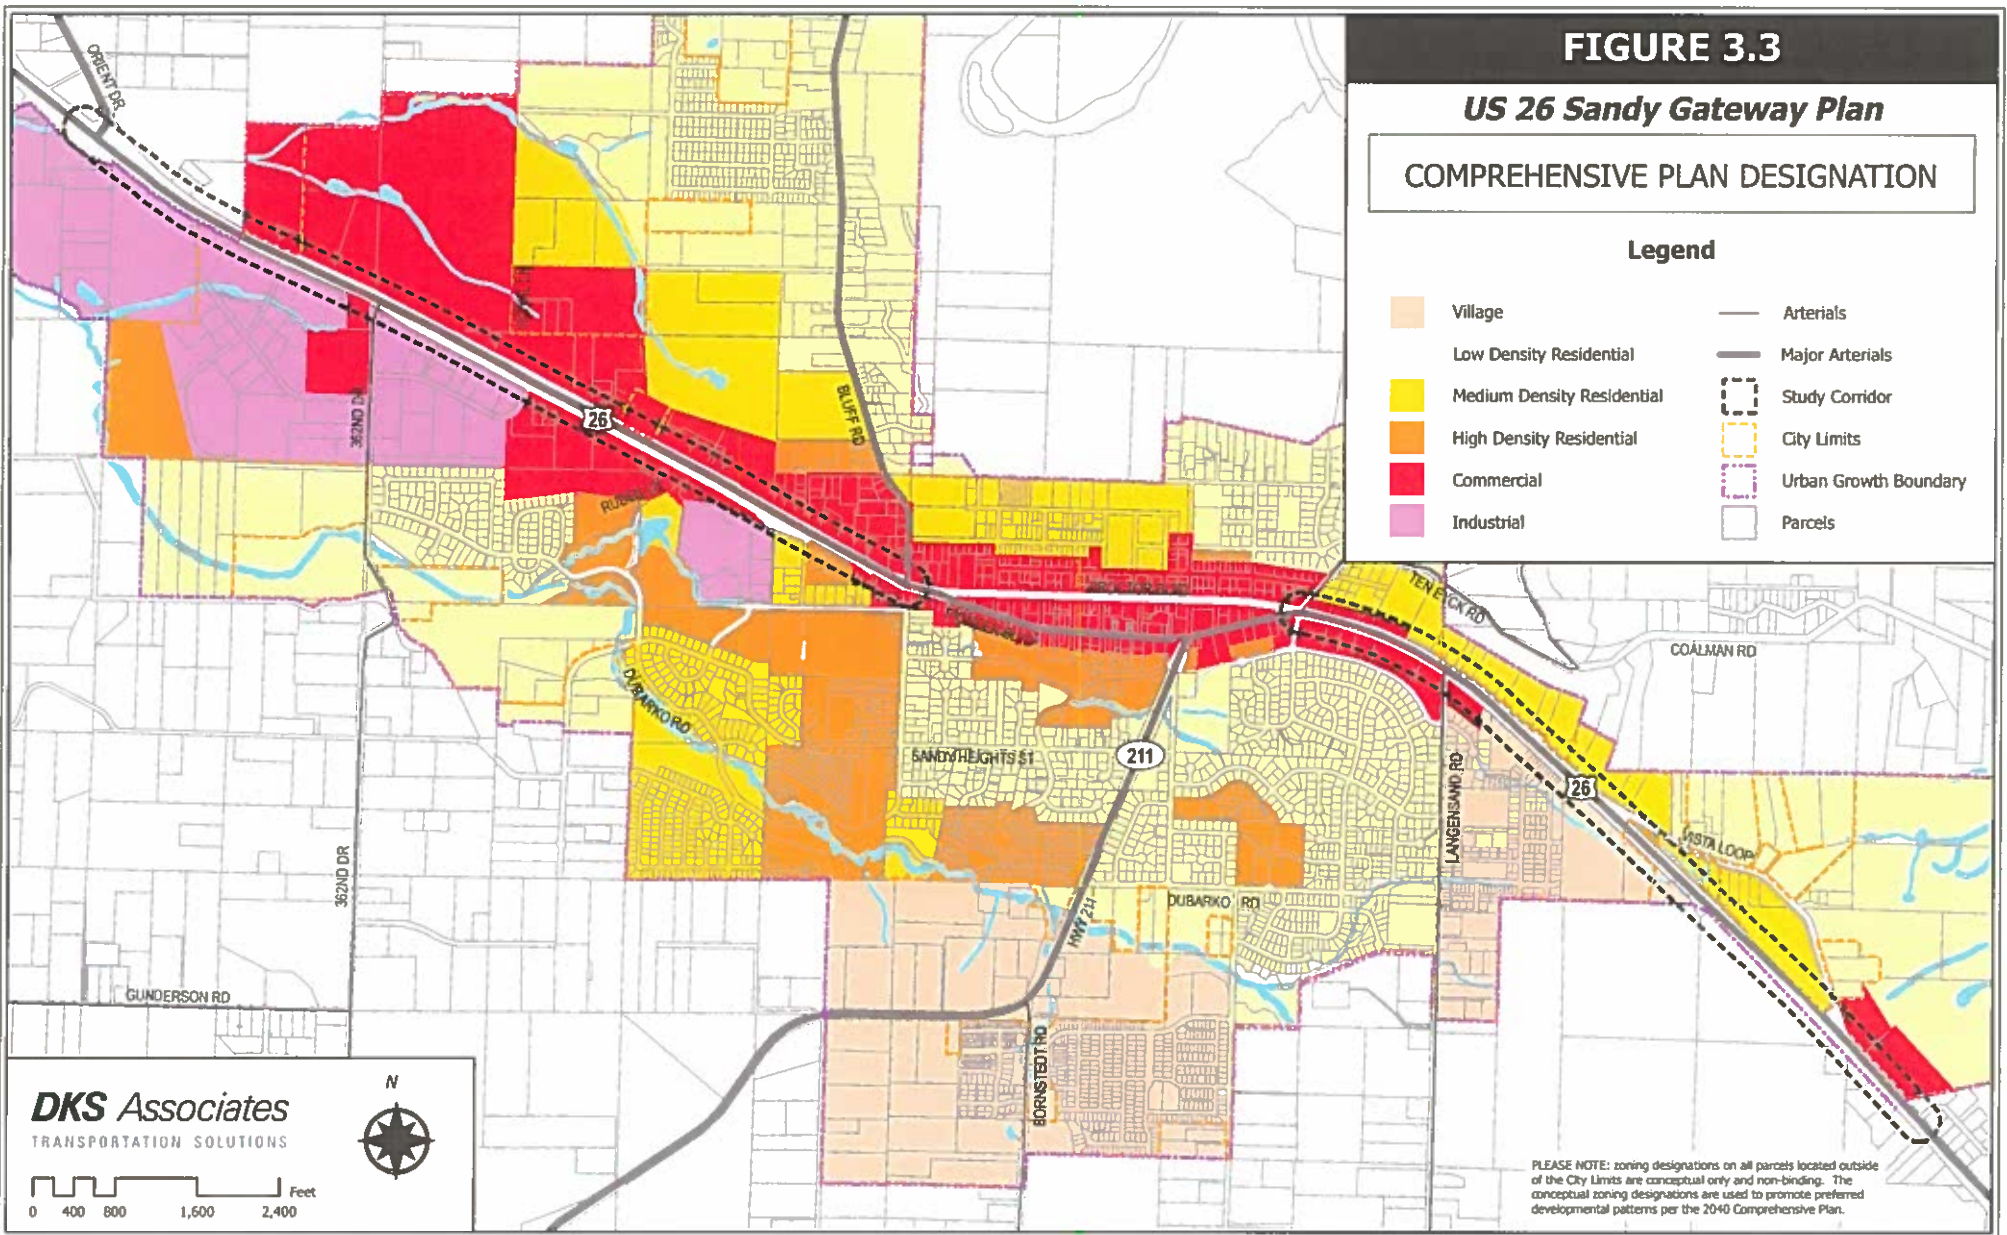 FIGURE 3.3
US 26 Sandy Gateway Plan
COMPREHENSIVE PLAN DESIGNATION
Legend
Village
Low Density Residential
Medium Density Residential
High Density Residential
Commercial
Industrial
Arterials
Major Arterials
Study Corridor
City Limits
Urban Growth Boundary
Parcels
ORIENT DR
362ND DR
26
BLUFF RD
TEN EYCK RD
COALMAN RD
DUBARKO RD
SANDY HEIGHTS ST
211
LANGENSAND RD
26
VISTA LOOP
362ND DR
DUBARKO RD
HWY 211
GUNDERSON RD
BORNSTEDT RD
DKS Associates
TRANSPORTATION SOLUTIONS
N
Feet
0 400 800 1,600 2,400
PLEASE NOTE: zoning designations on all parcels located outside
of the City Limits are conceptual only and non-binding. The
conceptual zoning designations are used to promote preferred
developmental patterns per the 2040 Comprehensive Plan.